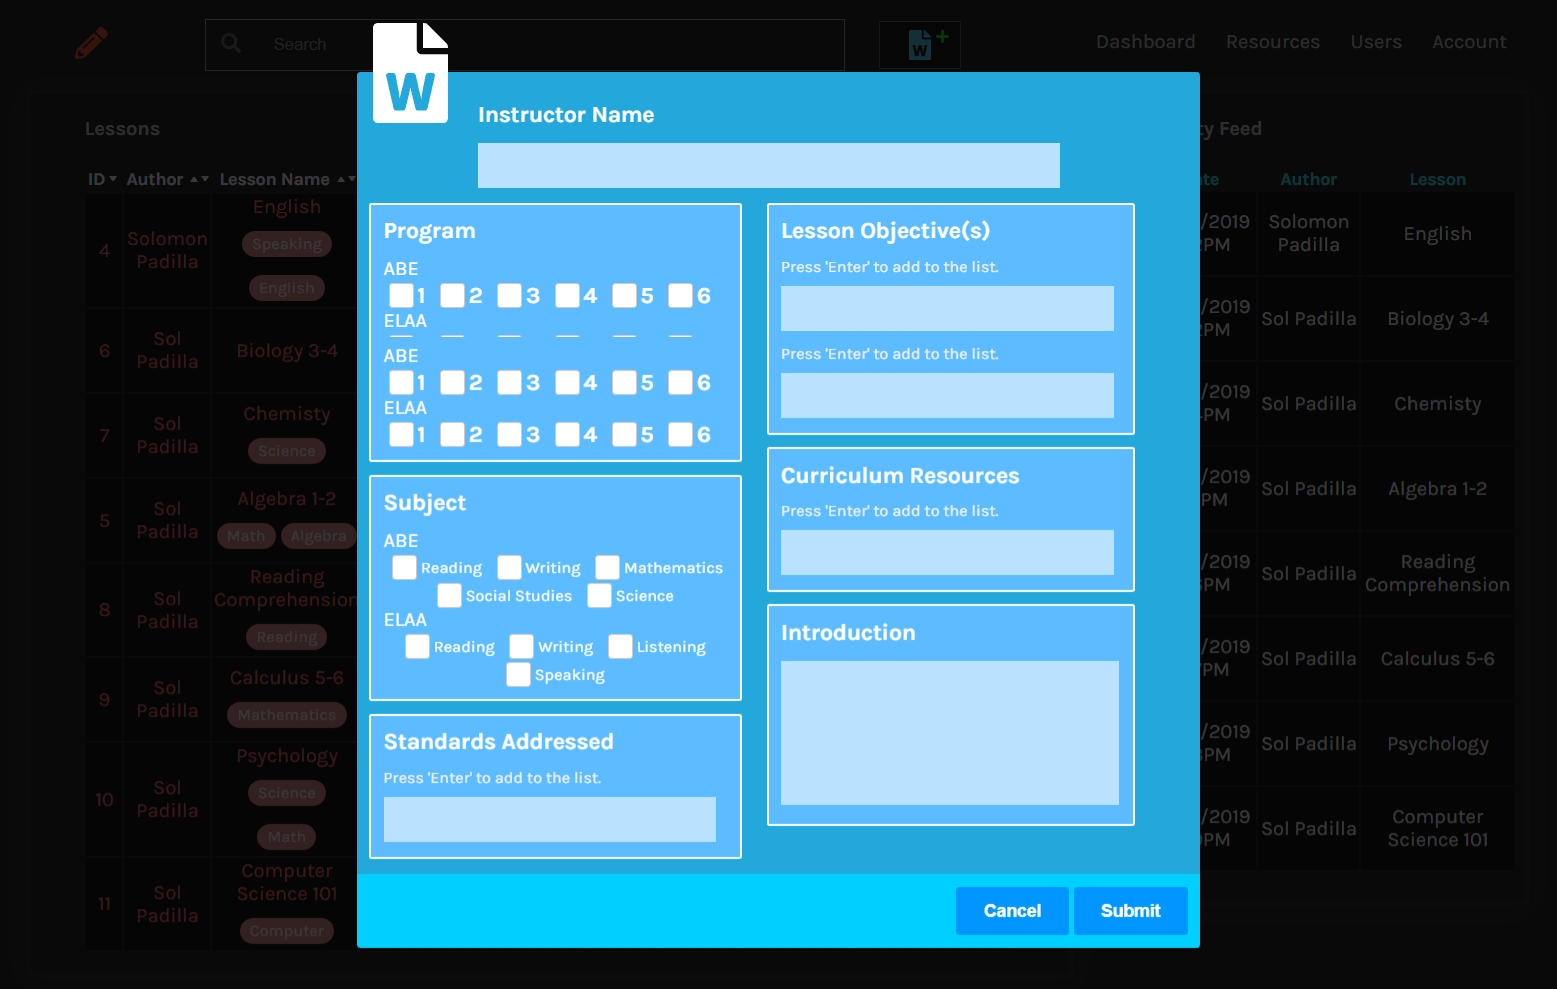 Search
W
Dashboard Resources Users Account
W
Instructor Name
Lessons
ty Feed
ID Author Lesson Name
te Author Lesson
4 Solomon Padilla English
Speaking
English
6 Sol Padilla Biology 3-4
7 Sol Padilla Chemisty
Science
5 Sol Padilla Algebra 1-2
Math Algebra
8 Sol Padilla Reading Comprehension
Reading
9 Sol Padilla Calculus 5-6
Mathematics
10 Sol Padilla Psychology
Science
Math
11 Sol Padilla Computer Science 101
Computer
Program
ABE
1 2 3 4 5 6
ELAA
ABE
1 2 3 4 5 6
ELAA
1 2 3 4 5 6
Subject
ABE
Reading Writing Mathematics
Social Studies Science
ELAA
Reading Writing Listening
Speaking
Standards Addressed
Press 'Enter' to add to the list.
Lesson Objective(s)
Press 'Enter' to add to the list.
Press 'Enter' to add to the list.
Curriculum Resources
Press 'Enter' to add to the list.
Introduction
Cancel Submit
/2019 Solomon Padilla English
PM
/2019 Sol Padilla Biology 3-4
PM
/2019 Sol Padilla Chemisty
PM
/2019 Sol Padilla Algebra 1-2
PM
/2019 Sol Padilla Reading Comprehension
PM
/2019 Sol Padilla Calculus 5-6
PM
/2019 Sol Padilla Psychology
PM
/2019 Sol Padilla Computer Science 101
PM